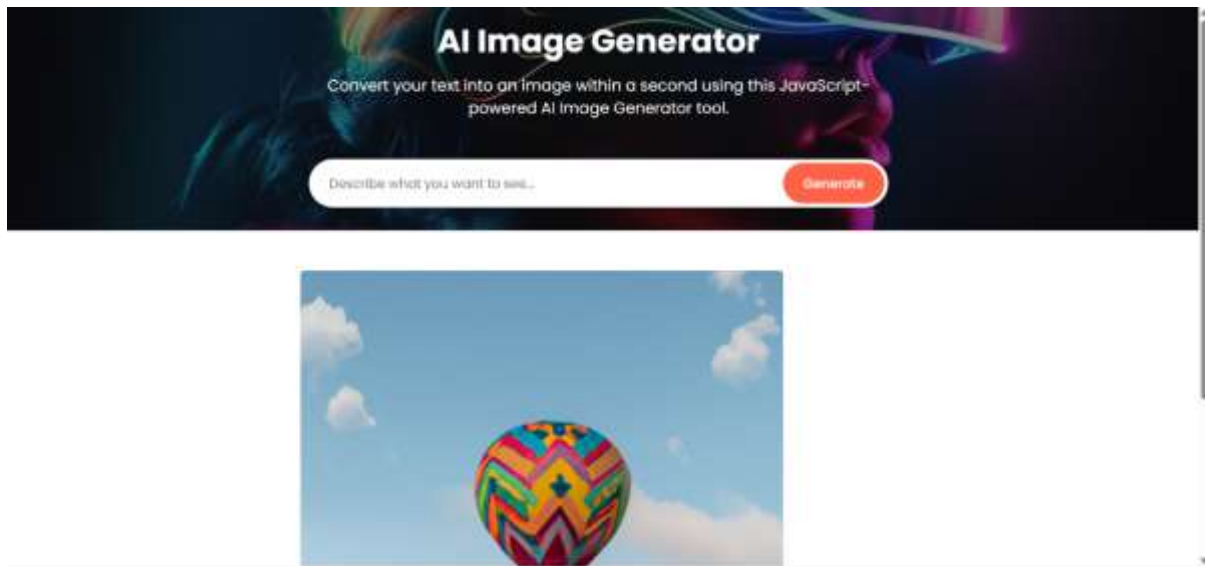 AI Image Generator
Convert your text into an image within a second using this JavaScript-
powered AI Image Generator tool.
Describe what you want to see...
Generate